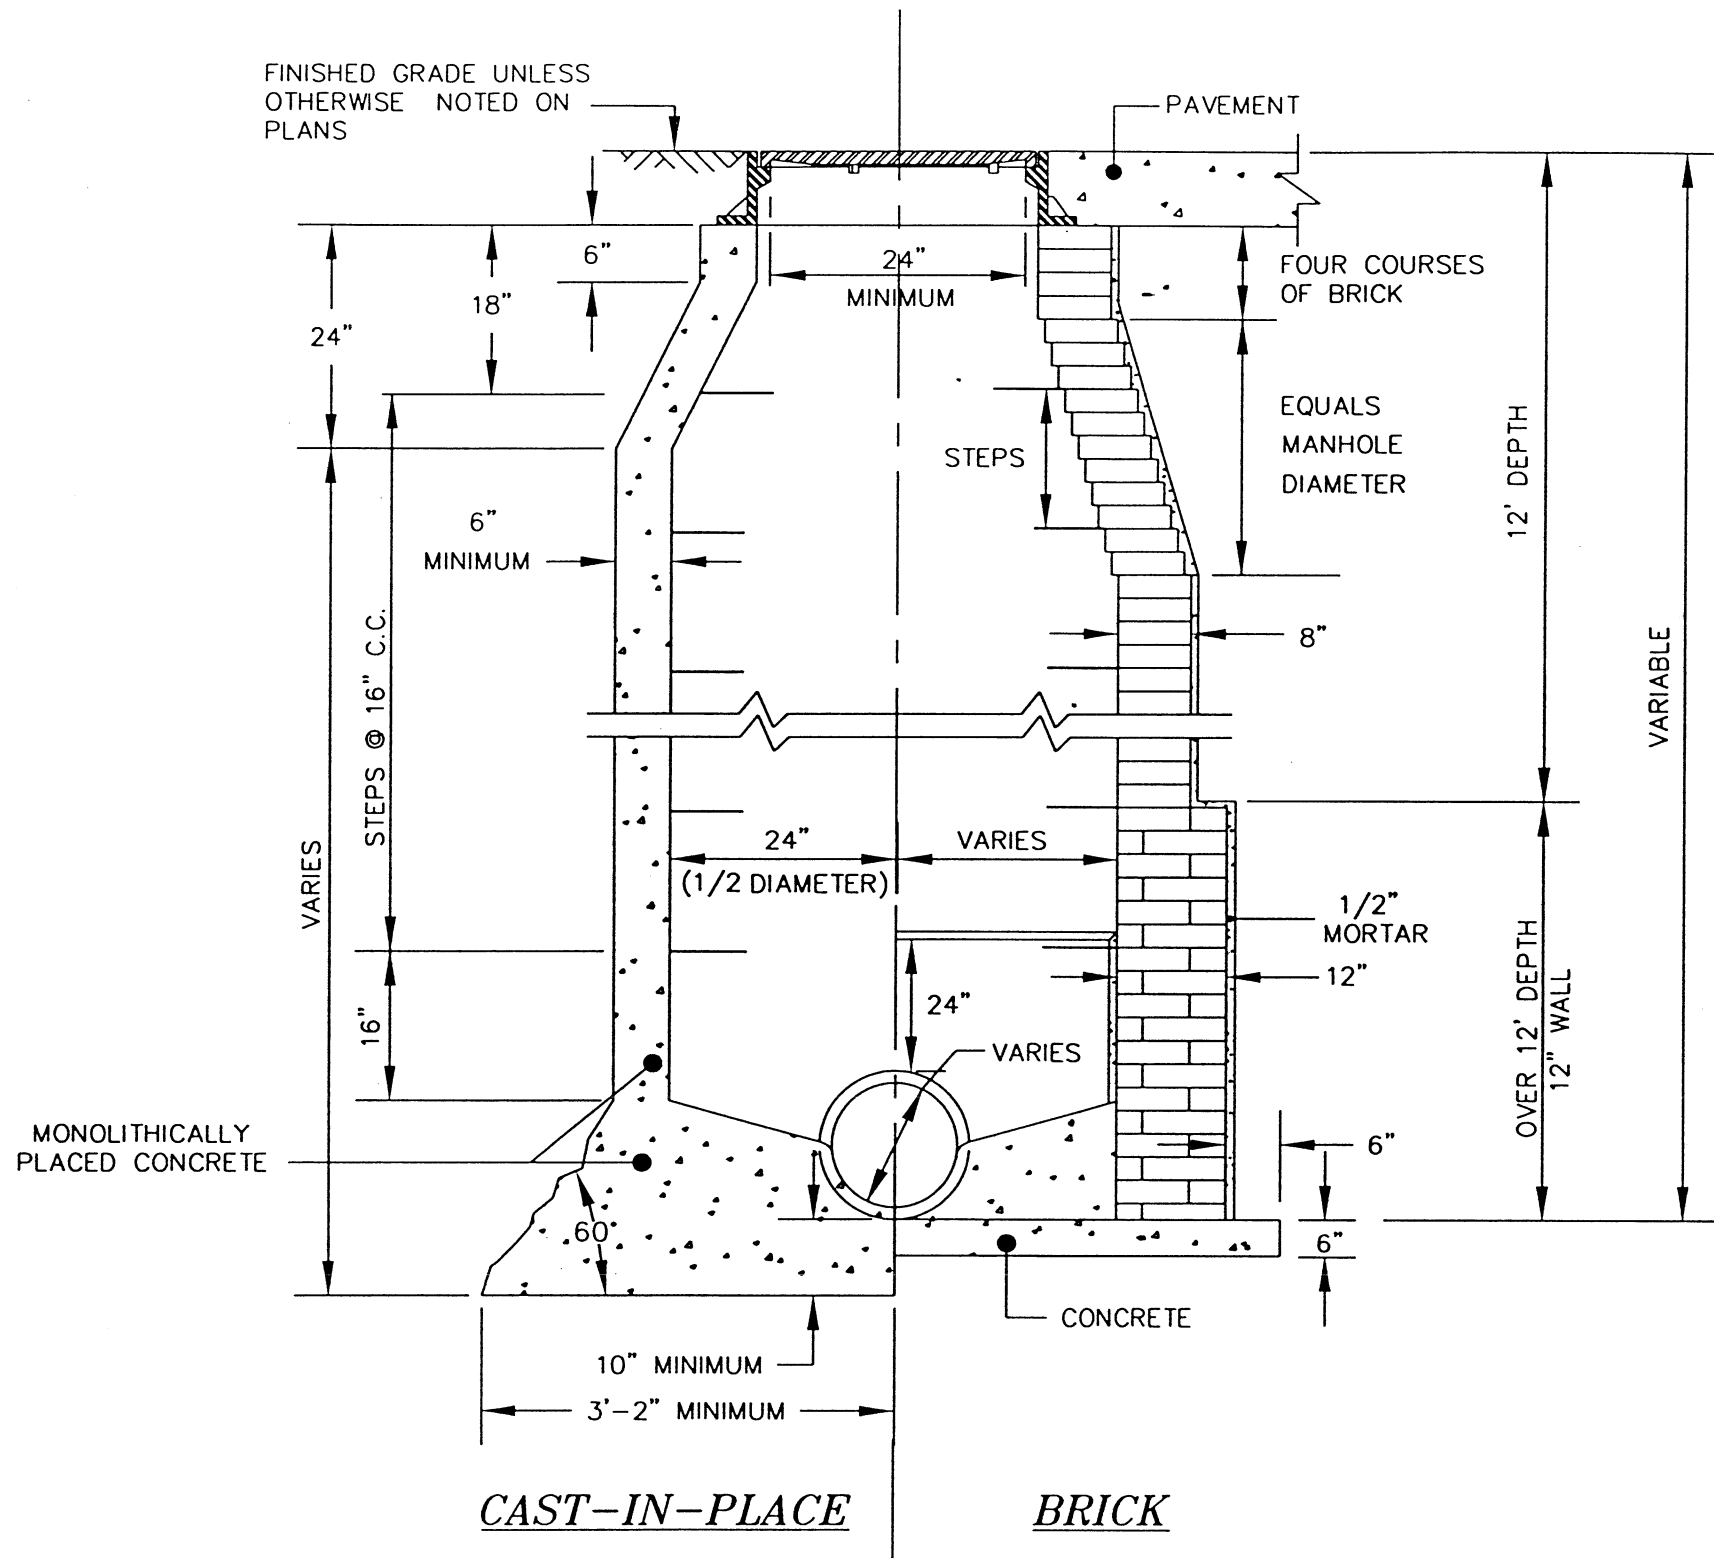 FINISHED GRADE UNLESS
OTHERWISE NOTED ON
PLANS
PAVEMENT
6"
18"
24"
24"
MINIMUM
FOUR COURSES
OF BRICK
EQUALS
MANHOLE
DIAMETER
STEPS
12' DEPTH
6"
MINIMUM
STEPS @ 16" C.C.
8"
VARIABLE
24"
(1/2 DIAMETER)
VARIES
VARIES
1/2"
MORTAR
12"
24"
OVER 12' DEPTH
12" WALL
16"
VARIES
MONOLITHICALLY
PLACED CONCRETE
6"
60
6"
CONCRETE
10" MINIMUM
3'-2" MINIMUM
CAST-IN-PLACE
BRICK